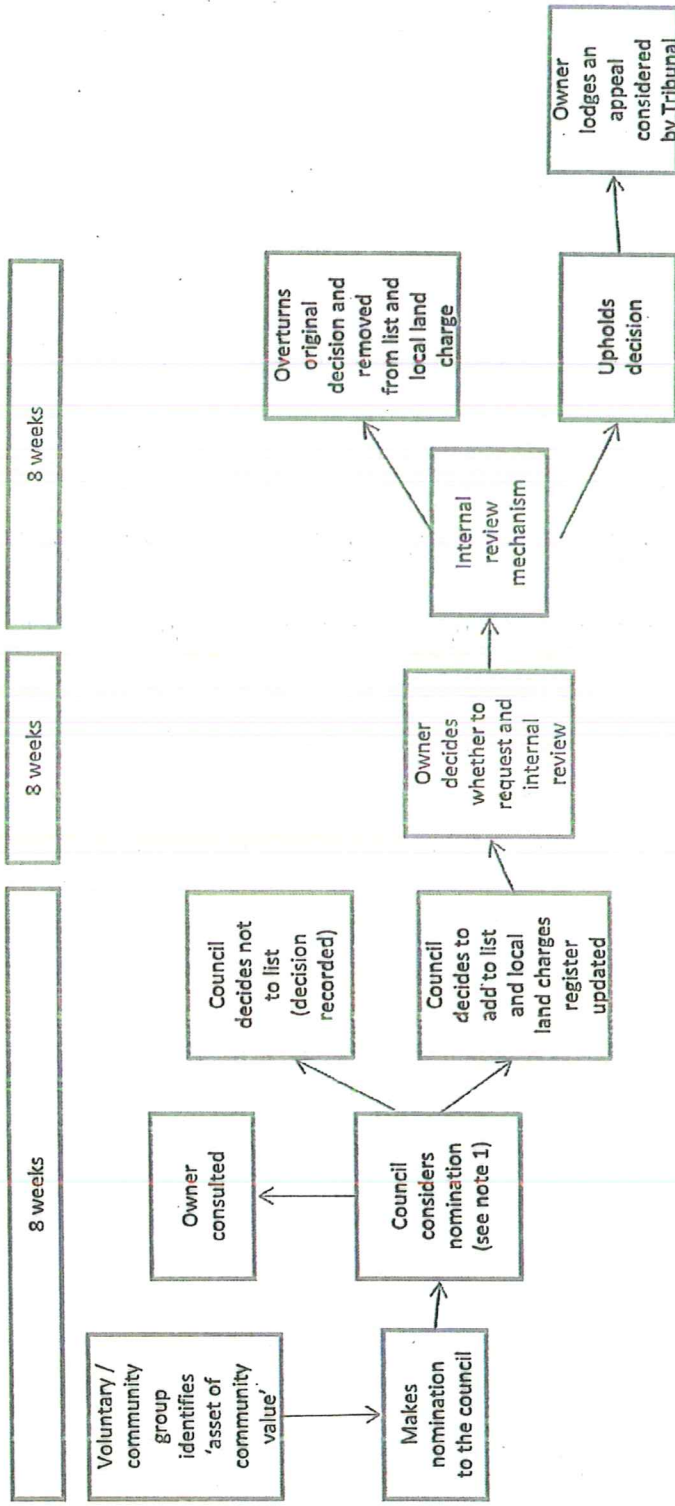 8 weeks
8 weeks
8 weeks
Voluntary /
community
group
identifies
‘asset of
community
value’
Makes
nomination
to the council
Owner
consulted
Council
considers
nomination
(see note 1)
Council
decides not
to list
(decision
recorded)
Council
decides to
add to list
and local
land charges
register
updated
Owner
decides
whether to
request and
internal
review
Internal
review
mechanism
Overturns
original
decision and
removed
from list and
local land
charge
Upholds
decision
Owner
lodges an
appeal
considered
by Tribunal